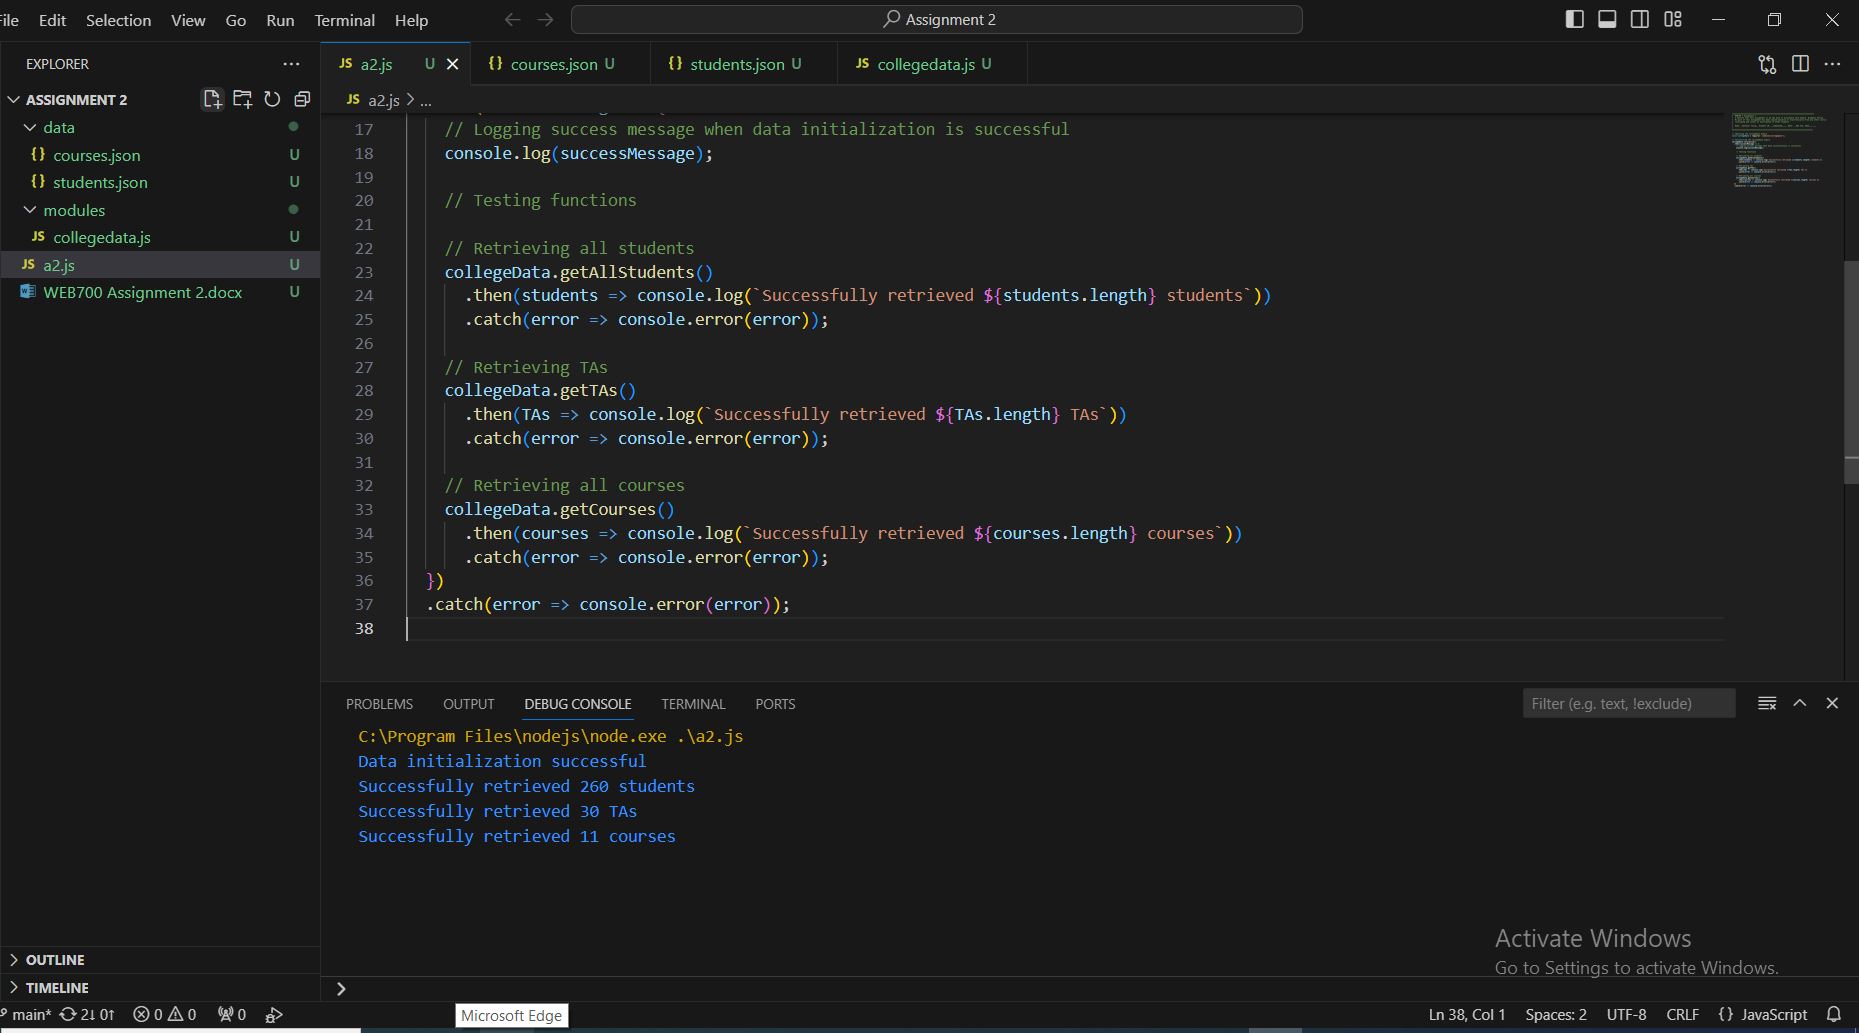 ile Edit Selection View Go Run Terminal Help
Assignment 2
EXPLORER
ASSIGNMENT 2
data
courses.json U
students.json U
modules
JS collegedata.js U
JS a2.js U
WEB700 Assignment 2.docx U
OUTLINE
TIMELINE
JS a2.js U
{} courses.json U
{} students.json U
JS collegedata.js U
JS a2.js > ...
17 // Logging success message when data initialization is successful
18 console.log(successMessage);
19
20 // Testing functions
21
22 // Retrieving all students
23 collegeData.getAllStudents()
24 .then(students => console.log(`Successfully retrieved ${students.length} students`))
25 .catch(error => console.error(error));
26
27 // Retrieving TAs
28 collegeData.getTAs()
29 .then(TAs => console.log(`Successfully retrieved ${TAs.length} TAs`))
30 .catch(error => console.error(error));
31
32 // Retrieving all courses
33 collegeData.getCourses()
34 .then(courses => console.log(`Successfully retrieved ${courses.length} courses`))
35 .catch(error => console.error(error));
36 })
37 .catch(error => console.error(error));
38
PROBLEMS OUTPUT DEBUG CONSOLE TERMINAL PORTS
Filter (e.g. text, !exclude)
C:\Program Files\nodejs\node.exe .\a2.js
Data initialization successful
Successfully retrieved 260 students
Successfully retrieved 30 TAs
Successfully retrieved 11 courses
Activate Windows
Go to Settings to activate Windows.
main* 2↓ 0↑ 0 0 0
Microsoft Edge
Ln 38, Col 1 Spaces: 2 UTF-8 CRLF {} JavaScript